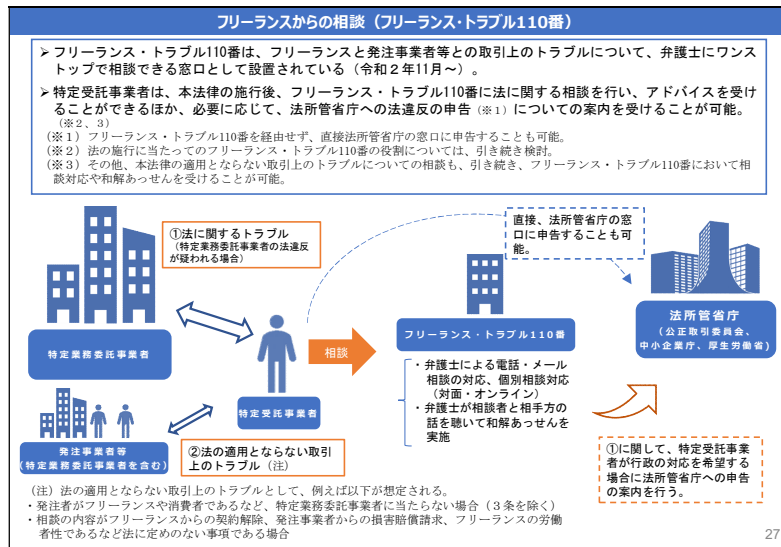 フリーランスからの相談（フリーランス・トラブル110番）
➢フリーランス・トラブル110番は、フリーランスと発注事業者等との取引上のトラブルについて、弁護士にワンス
トップで相談できる窓口として設置されている（令和２年11月～）。
➢特定受託事業者は、本法律の施行後、フリーランス・トラブル110番に法に関する相談を行い、アドバイスを受け
ることができるほか、必要に応じて、法所管省庁への法違反の申告（※１）についての案内を受けることが可能。
（※２、３）
（※１）フリーランス・トラブル110番を経由せず、直接法所管省庁の窓口に申告することも可能。
（※２）法の施行に当たってのフリーランス・トラブル110番の役割については、引き続き検討。
（※３）その他、本法律の適用とならない取引上のトラブルについての相談も、引き続き、フリーランス・トラブル110番において相
談対応や和解あっせんを受けることが可能。
①法に関するトラブル
（特定業務委託事業者の法違反
が疑われる場合）
直接、法所管省庁の窓
口に申告することも可
能。
特定業務委託事業者
特定受託事業者
相談
フリーランス・トラブル110番
法所管省庁
（公正取引委員会、
中小企業庁、厚生労働省）
・弁護士による電話・メール
相談の対応、個別相談対応
（対面・オンライン）
・弁護士が相談者と相手方の
話を聴いて和解あっせんを
実施
発注事業者等
（特定業務委託事業者を含む）
②法の適用とならない取引
上のトラブル（注）
①に関して、特定受託事業
者が行政の対応を希望する
場合に法所管省庁への申告
の案内を行う。
（注）法の適用とならない取引上のトラブルとして、例えば以下が想定される。
・発注者がフリーランスや消費者であるなど、特定業務委託事業者に当たらない場合（３条を除く）
・相談の内容がフリーランスからの契約解除、発注事業者からの損害賠償請求、フリーランスの労働
者性であるなど法に定めのない事項である場合
27